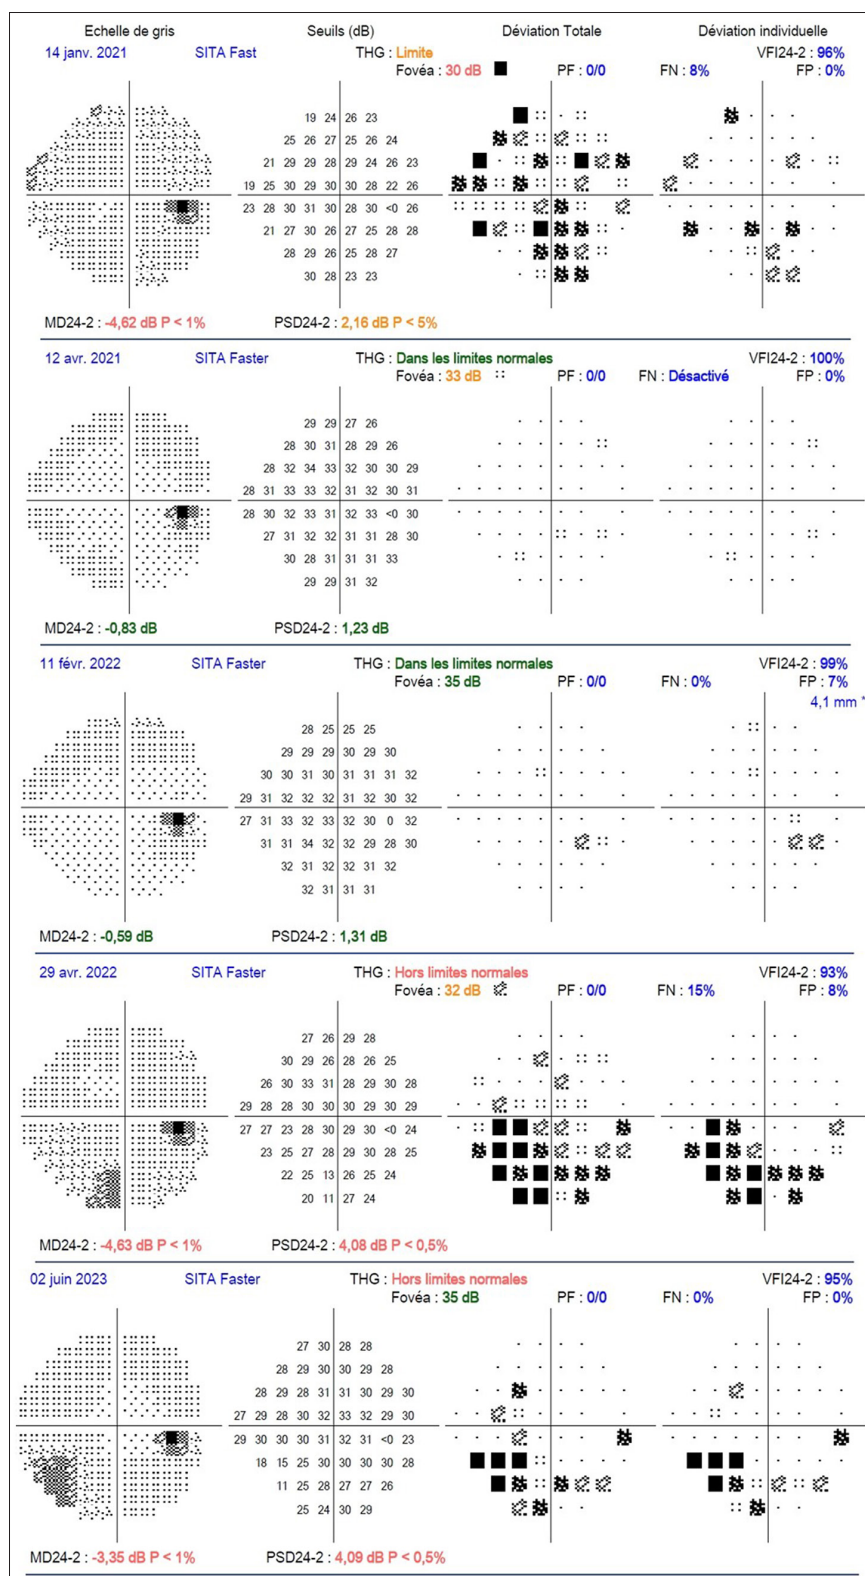 Echelle de gris Seuils (dB) Déviation Totale Déviation individuelle
14 janv. 2021 SITA Fast THG : Limite VFI24-2 : 96%
Fovéa : 30 dB PF : 0/0 FN : 8% FP : 0%
19 24 26 23
25 26 27 25 26 24
21 29 29 28 29 24 26 23
19 25 30 29 30 30 28 22 26
23 28 30 31 30 28 30 <0 26
21 27 30 26 27 25 28 28
28 29 26 25 28 27
30 28 23 23
MD24-2 : -4,62 dB P < 1% PSD24-2 : 2,16 dB P < 5%
12 avr. 2021 SITA Faster THG : Dans les limites normales VFI24-2 : 100%
Fovéa : 33 dB PF : 0/0 FN : Désactivé FP : 0%
29 29 27 26
28 30 31 28 29 26
28 32 34 33 32 30 30 29
28 31 33 33 32 31 32 30 31
28 30 32 33 31 32 33 <0 30
27 31 32 32 31 31 28 30
30 28 31 31 31 33
29 29 31 32
MD24-2 : -0,83 dB PSD24-2 : 1,23 dB
11 févr. 2022 SITA Faster THG : Dans les limites normales VFI24-2 : 99%
Fovéa : 35 dB PF : 0/0 FN : 0% FP : 7%
4,1 mm *
28 25 25 25
29 29 29 30 29 30
30 30 31 30 31 31 31 32
29 31 32 32 32 31 32 30 32
27 31 33 32 33 32 30 0 32
31 31 34 32 32 29 28 30
32 31 32 32 31 32
32 31 31 31
MD24-2 : -0,59 dB PSD24-2 : 1,31 dB
29 avr. 2022 SITA Faster THG : Hors limites normales VFI24-2 : 93%
Fovéa : 32 dB PF : 0/0 FN : 15% FP : 8%
27 26 29 28
30 29 26 28 26 25
26 30 33 31 28 29 30 28
29 28 28 30 30 30 29 30 29
27 27 23 28 30 29 30 <0 24
23 25 27 28 29 30 28 25
22 25 13 26 25 24
20 11 27 24
MD24-2 : -4,63 dB P < 1% PSD24-2 : 4,08 dB P < 0,5%
02 juin 2023 SITA Faster THG : Hors limites normales VFI24-2 : 95%
Fovéa : 35 dB PF : 0/0 FN : 0% FP : 0%
27 30 28 28
28 29 30 30 29 28
28 29 28 31 31 30 29 30
27 29 28 30 32 33 32 29 30
29 30 30 30 31 32 31 <0 23
18 15 25 30 30 30 30 28
11 25 28 27 27 26
25 24 30 29
MD24-2 : -3,35 dB P < 1% PSD24-2 : 4,09 dB P < 0,5%